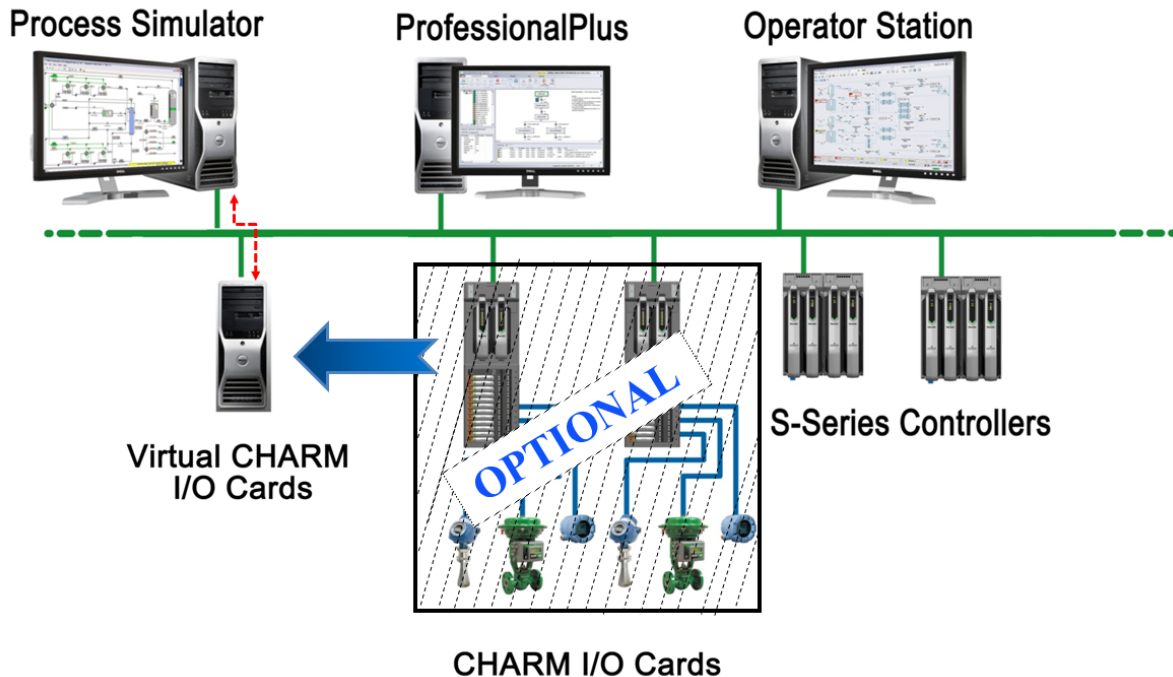 Process Simulator
ProfessionalPlus
Operator Station
OPTIONAL
Virtual CHARM
I/O Cards
S-Series Controllers
CHARM I/O Cards